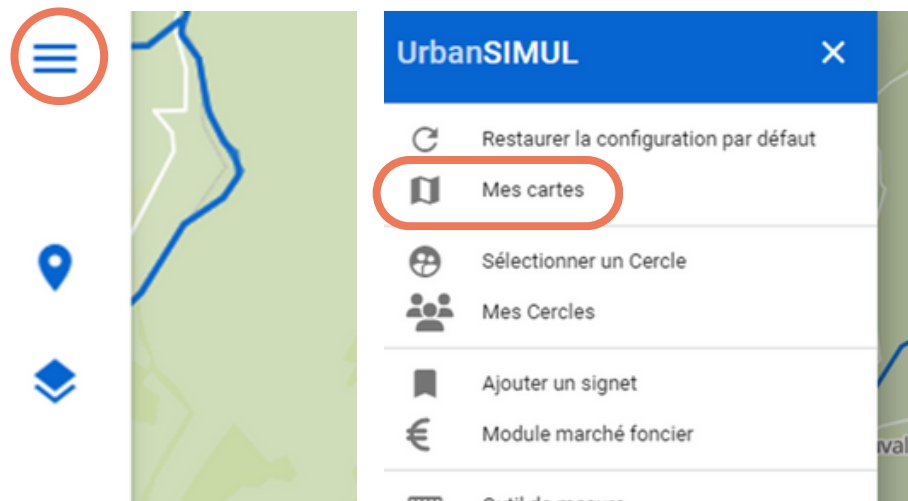 UrbanSIMUL
Restaurer la configuration par défaut
Mes cartes
Sélectionner un Cercle
Mes Cercles
Ajouter un signet
Module marché foncier